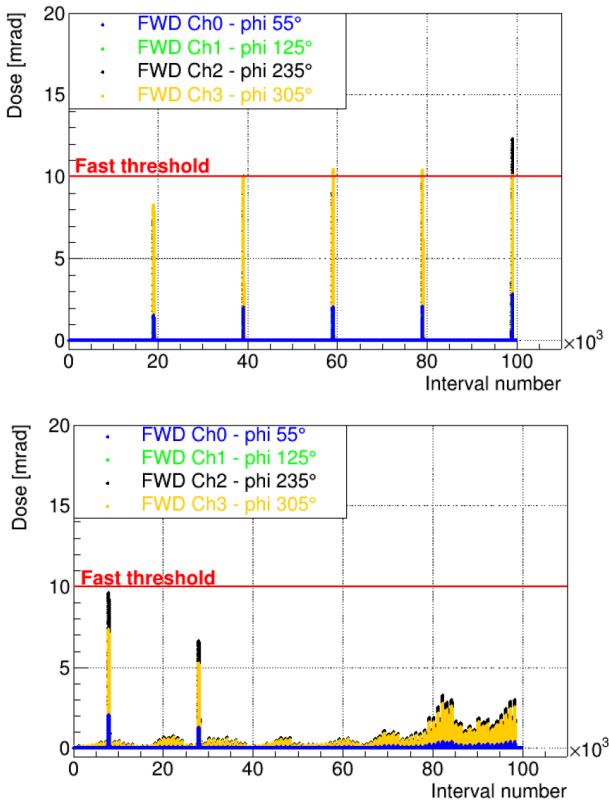 Dose [mrad]
20
15
10
5
0
FWD Ch0 - phi 55°
FWD Ch1 - phi 125°
FWD Ch2 - phi 235°
FWD Ch3 - phi 305°
Fast threshold
0 20 40 60 80 100
×10³
Interval number
Dose [mrad]
20
15
10
5
0
FWD Ch0 - phi 55°
FWD Ch1 - phi 125°
FWD Ch2 - phi 235°
FWD Ch3 - phi 305°
Fast threshold
0 20 40 60 80 100
×10³
Interval number